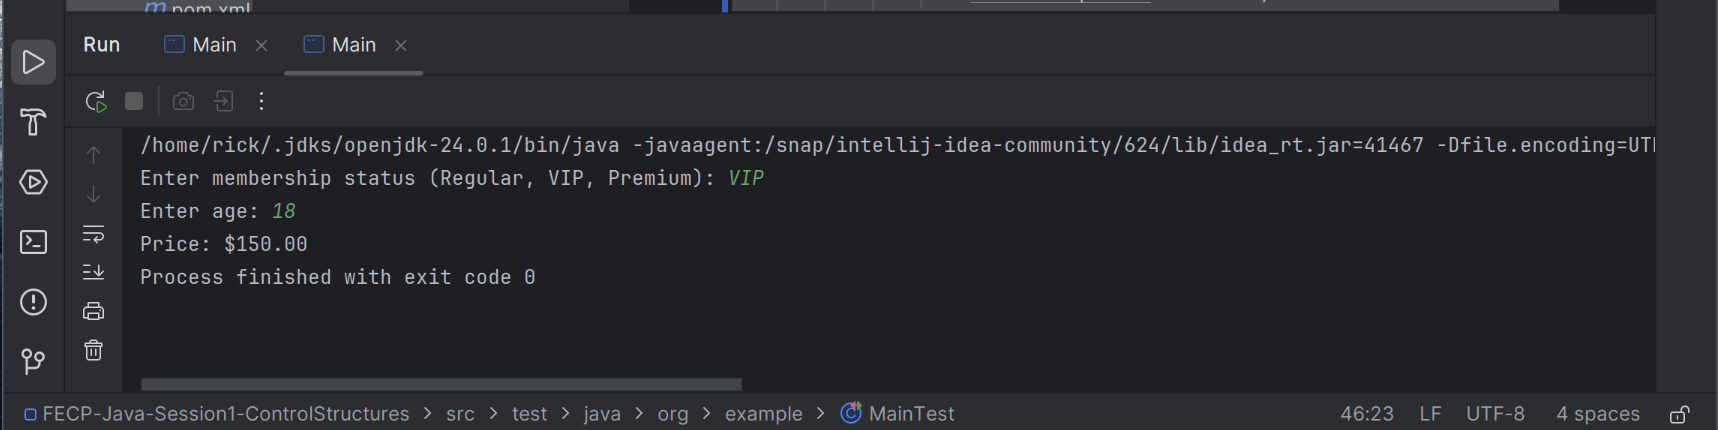 pom.xml
Run Main Main
/home/rick/.jdks/openjdk-24.0.1/bin/java -javaagent:/snap/intellij-idea-community/624/lib/idea_rt.jar=41467 -Dfile.encoding=UT
Enter membership status (Regular, VIP, Premium): VIP
Enter age: 18
Price: $150.00
Process finished with exit code 0
FECP-Java-Session1-ControlStructures > src > test > java > org > example > MainTest 46:23 LF UTF-8 4 spaces